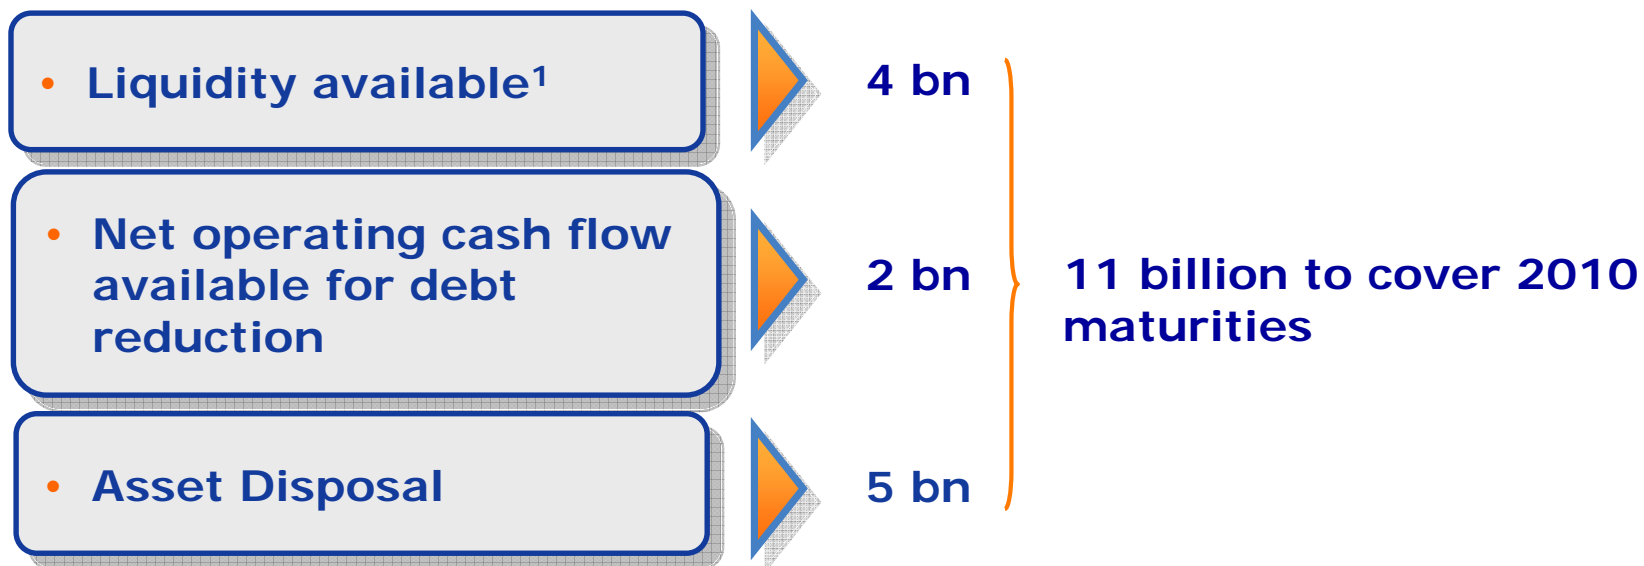 • Liquidity available¹
4 bn
• Net operating cash flow
available for debt
reduction
2 bn
11 billion to cover 2010
maturities
• Asset Disposal
5 bn